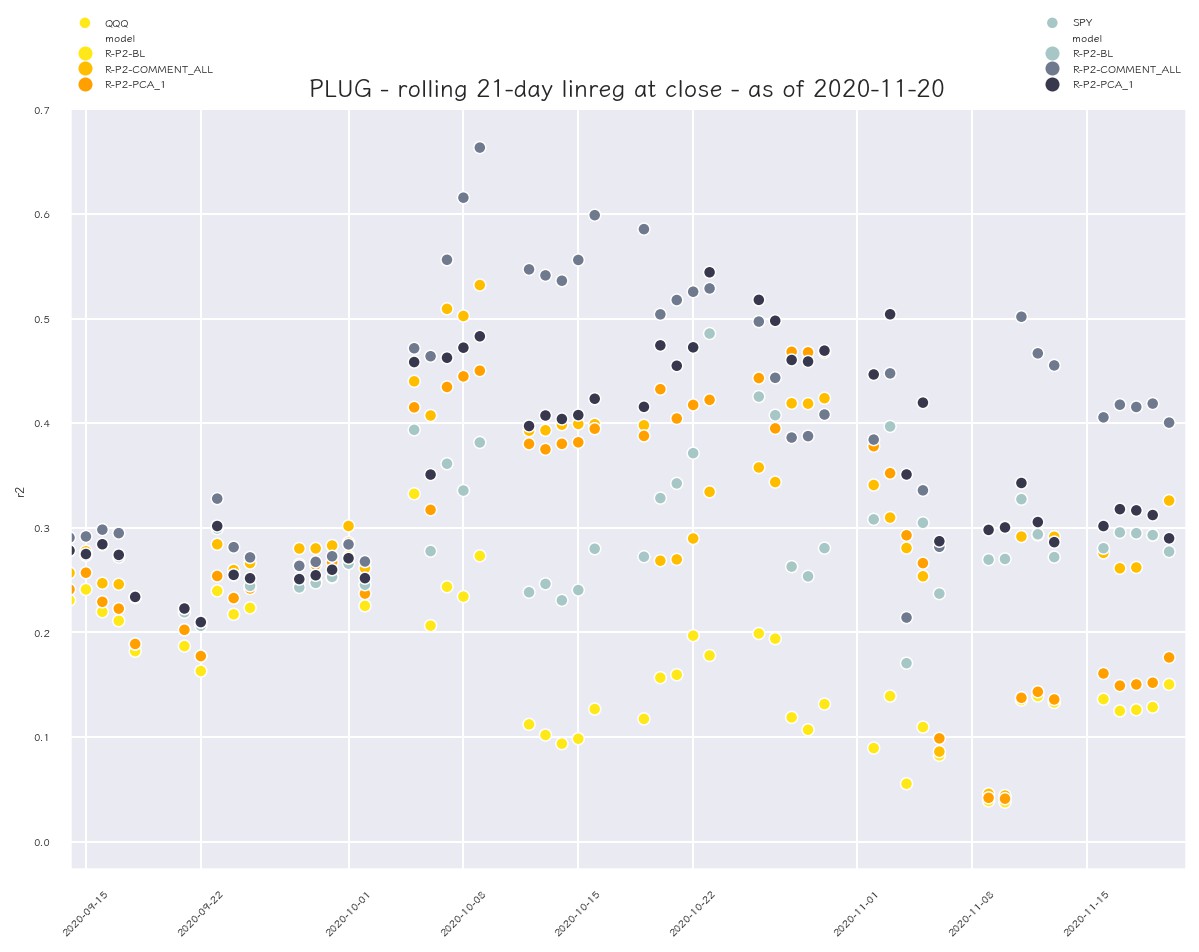 QQQ
model
R-P2-BL
R-P2-COMMENT_ALL
R-P2-PCA_1
SPY
model
R-P2-BL
R-P2-COMMENT_ALL
R-P2-PCA_1
PLUG - rolling 21-day linreg at close - as of 2020-11-20
0.7
0.6
0.5
0.4
0.3
0.2
0.1
0.0
r2
2020-09-15
2020-09-22
2020-10-01
2020-10-08
2020-10-15
2020-10-22
2020-11-01
2020-11-08
2020-11-15